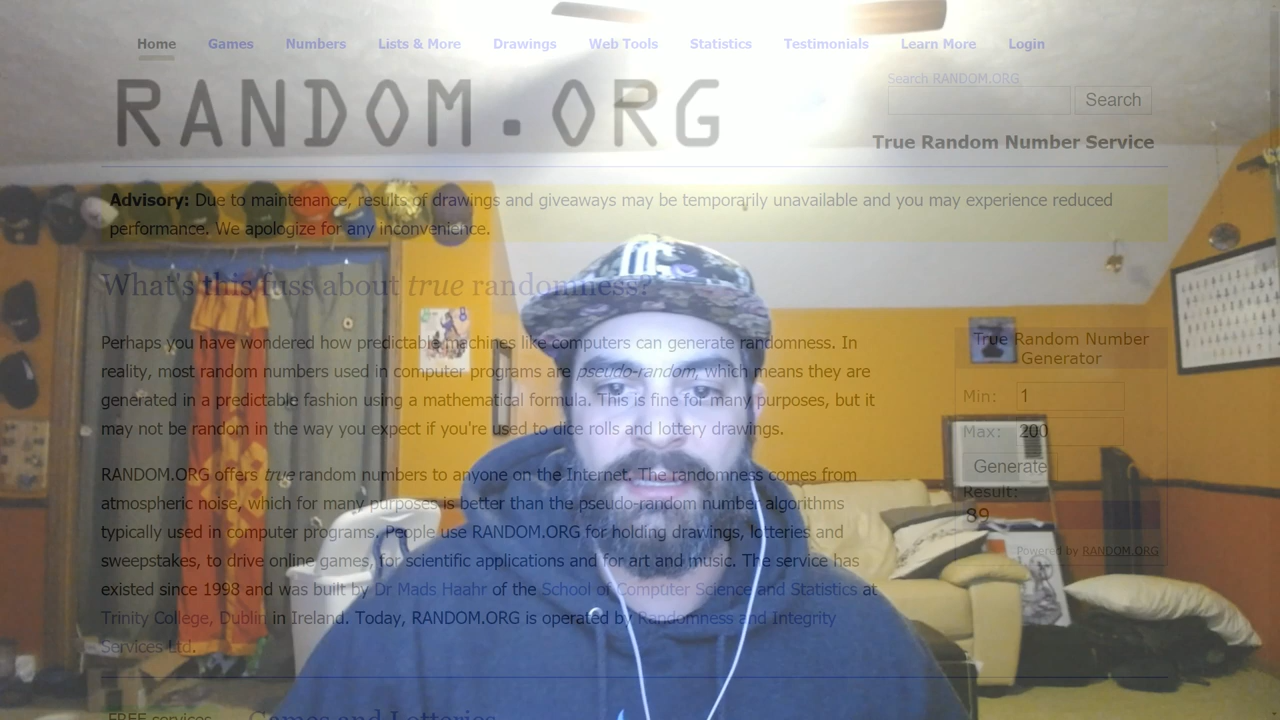 Home Games Numbers Lists & More Drawings Web Tools Statistics Testimonials Learn More Login
Search RANDOM.ORG
Search
RANDOM.ORG
True Random Number Service
Advisory: Due to maintenance, results of drawings and giveaways may be temporarily unavailable and you may experience reduced
performance. We apologize for any inconvenience.
What's this fuss about true randomness?
Perhaps you have wondered how predictable machines like computers can generate randomness. In
reality, most random numbers used in computer programs are pseudo-random, which means they are
generated in a predictable fashion using a mathematical formula. This is fine for many purposes, but it
may not be random in the way you expect if you're used to dice rolls and lottery drawings.
RANDOM.ORG offers true random numbers to anyone on the Internet. The randomness comes from
atmospheric noise, which for many purposes is better than the pseudo-random number algorithms
typically used in computer programs. People use RANDOM.ORG for holding drawings, lotteries and
sweepstakes, to drive online games, for scientific applications and for art and music. The service has
existed since 1998 and was built by Dr Mads Haahr of the School of Computer Science and Statistics at
Trinity College, Dublin in Ireland. Today, RANDOM.ORG is operated by Randomness and Integrity
Services Ltd.
True Random Number
Generator
Min: 1
Max: 200
Generate
Result:
89
Powered by RANDOM.ORG
FREE services
Games and Lotteries